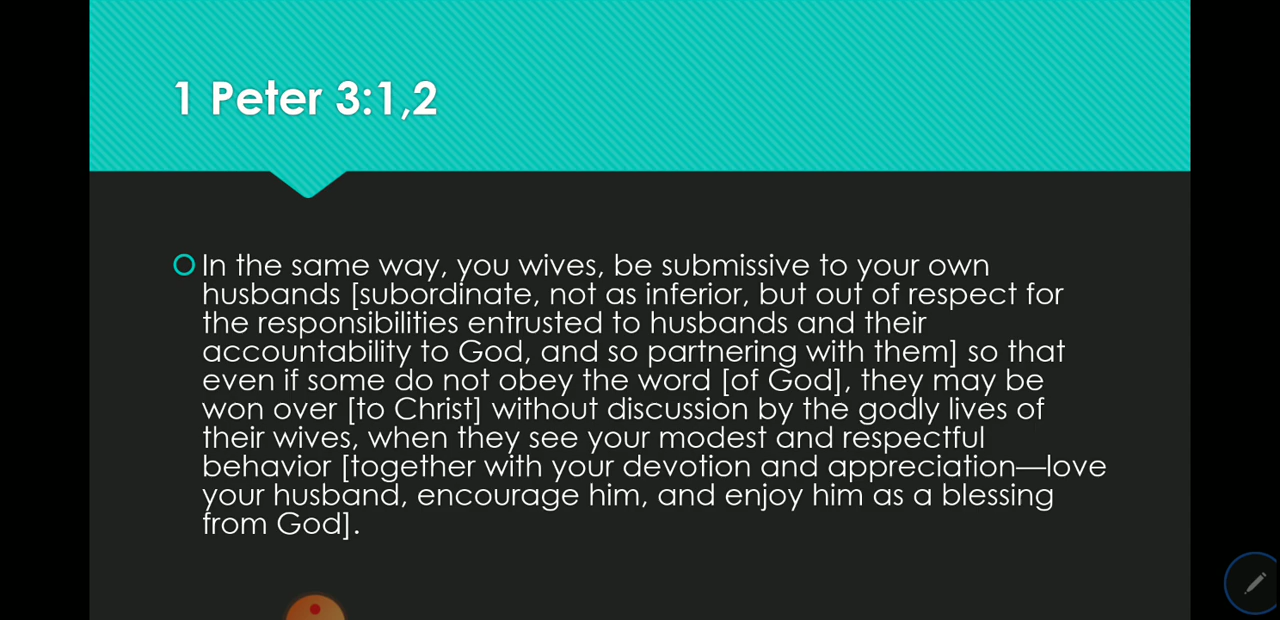 1 Peter 3:1,2
In the same way, you wives, be submissive to your own
husbands [subordinate, not as inferior, but out of respect for
the responsibilities entrusted to husbands and their
accountability to God, and so partnering with them] so that
even if some do not obey the word [of God], they may be
won over [to Christ] without discussion by the godly lives of
their wives, when they see your modest and respectful
behavior [together with your devotion and appreciation—love
your husband, encourage him, and enjoy him as a blessing
from God].